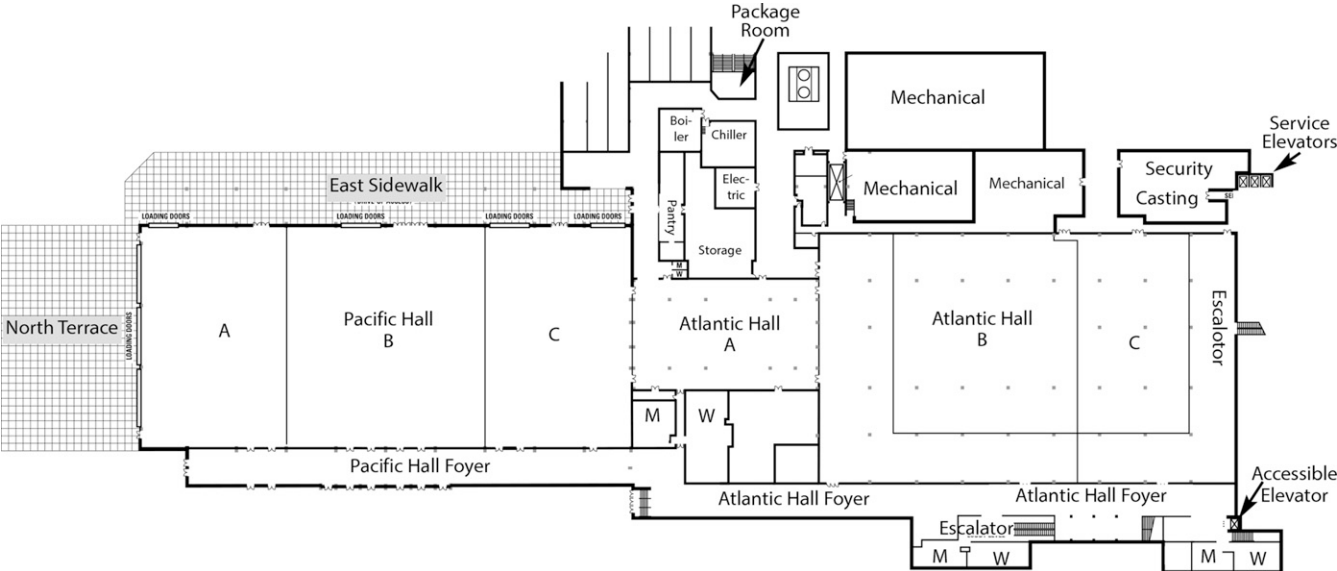 Package
Room
Mechanical
Service
Elevators
Boi-
ler
Chiller
Security
Casting
SEI
East Sidewalk
Elec-
tric
Mechanical
Mechanical
LOADING DOORS
LOADING DOORS
LOADING DOORS
LOADING DOORS
Pantry
Storage
M
W
North Terrace
LOADING DOORS
A
Pacific Hall
B
C
Atlantic Hall
A
Atlantic Hall
B
C
Escalotor
M
W
Pacific Hall Foyer
Atlantic Hall Foyer
Atlantic Hall Foyer
Accessible
Elevator
Escalator
M
W
M
W